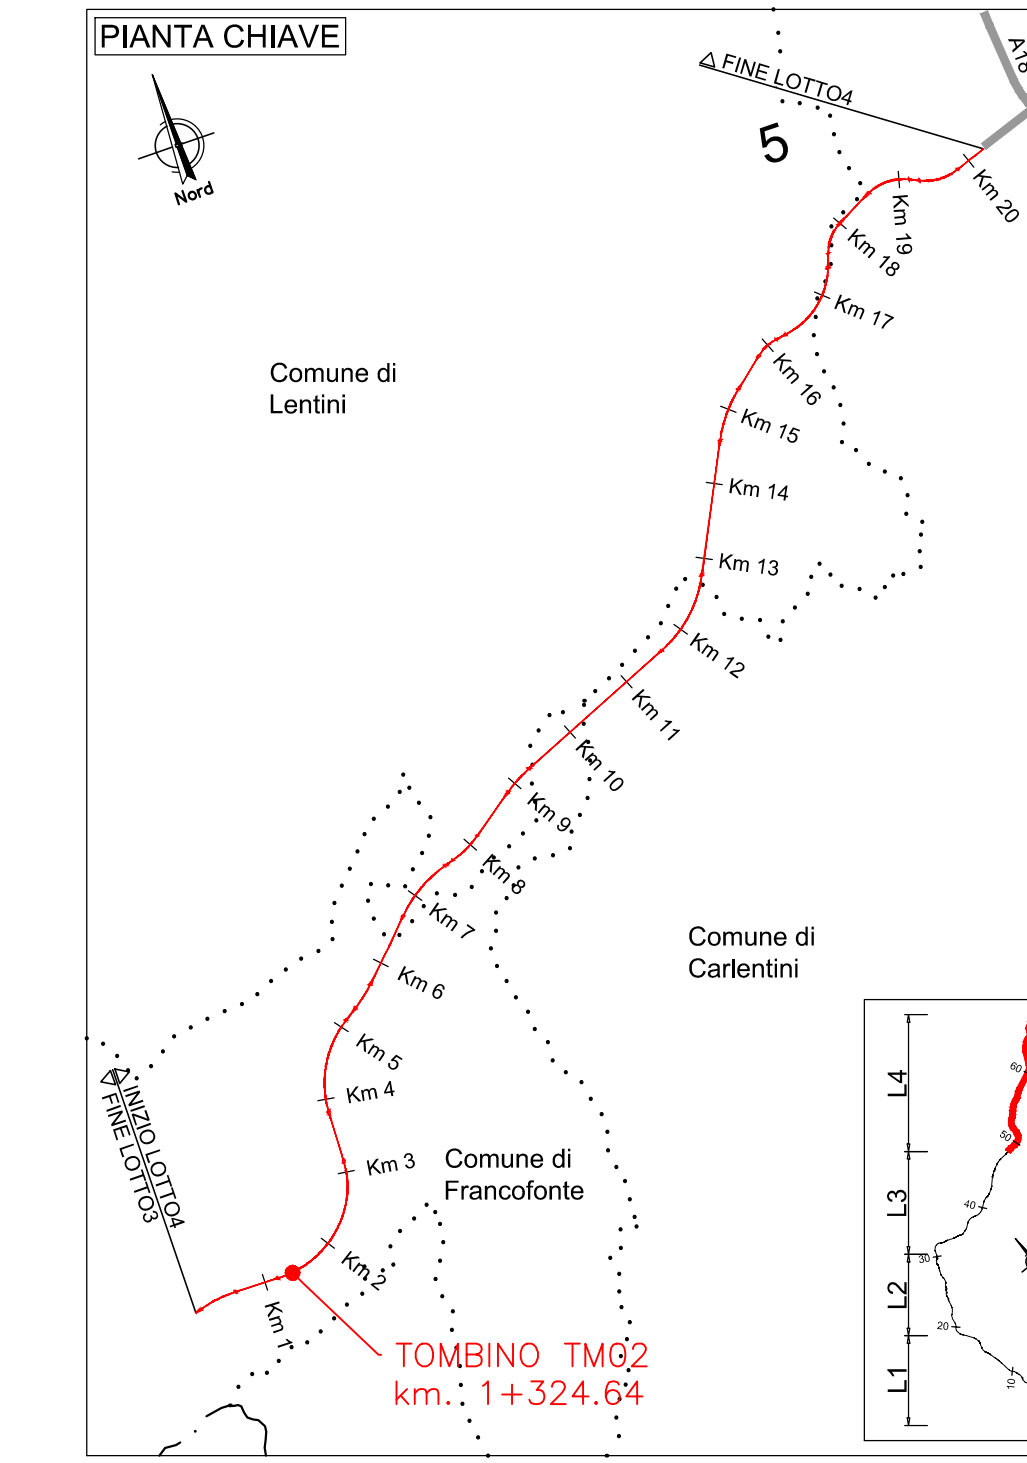 PIANTA CHIAVE
A18
△ FINE LOTTO4
5
Nord
Km 20
Km 19
Km 18
Km 17
Comune di
Lentini
Km 16
Km 15
Km 14
Km 13
Km 12
Km 11
Km 10
Km 9
Km 8
Km 7
Comune di
Carlentini
Km 6
Km 5
Km 4
Km 3
Comune di
Francofonte
△ INIZIO LOTTO4
▽ FINE LOTTO3
Km 2
Km 1
TOMBINO TM02
km. 1+324.64
L4
60
50
L3
40
30
L2
20
L1
10